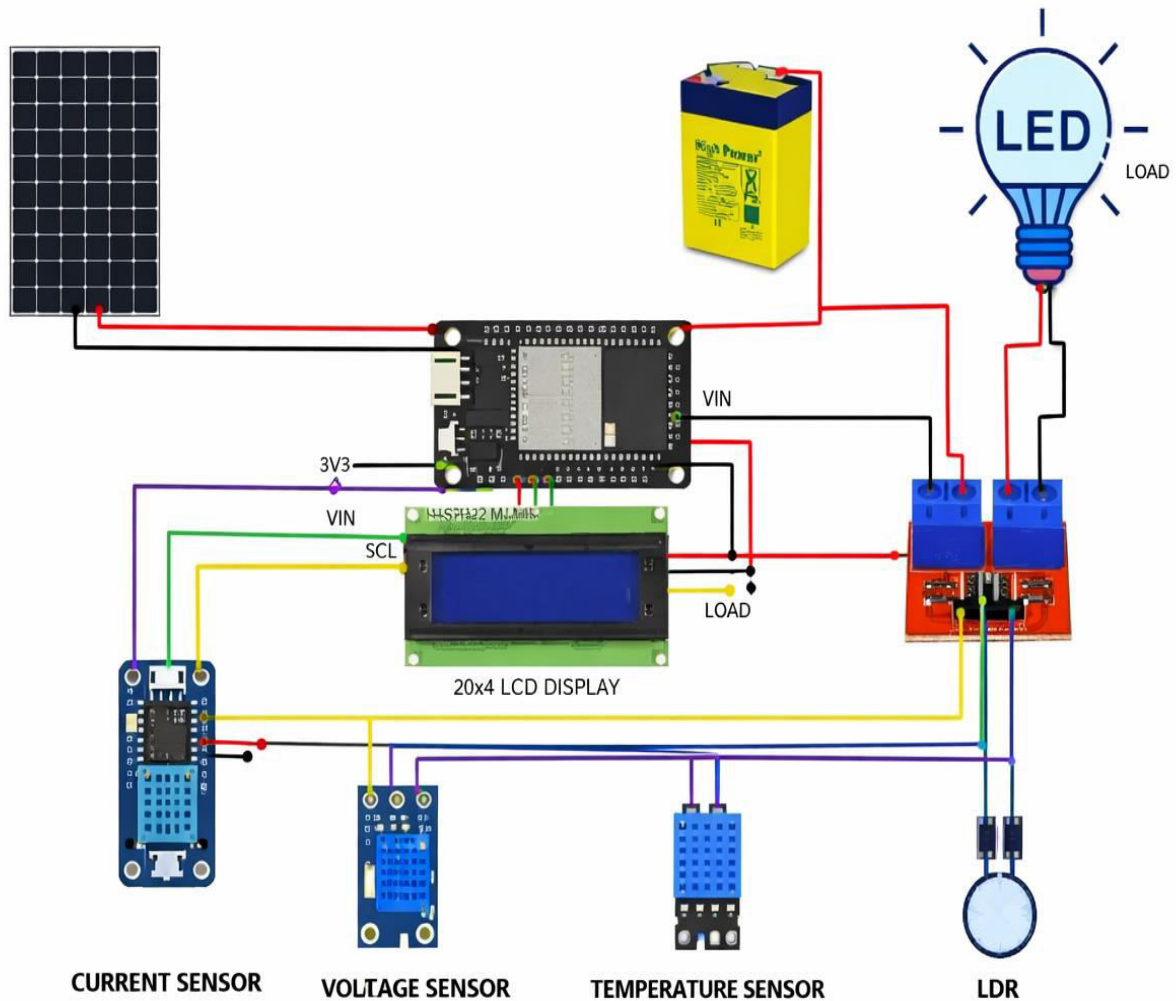 LED
LOAD
VIN
3V3
VIN
SCL
LOAD
20x4 LCD DISPLAY
CURRENT SENSOR
VOLTAGE SENSOR
TEMPERATURE SENSOR
LDR